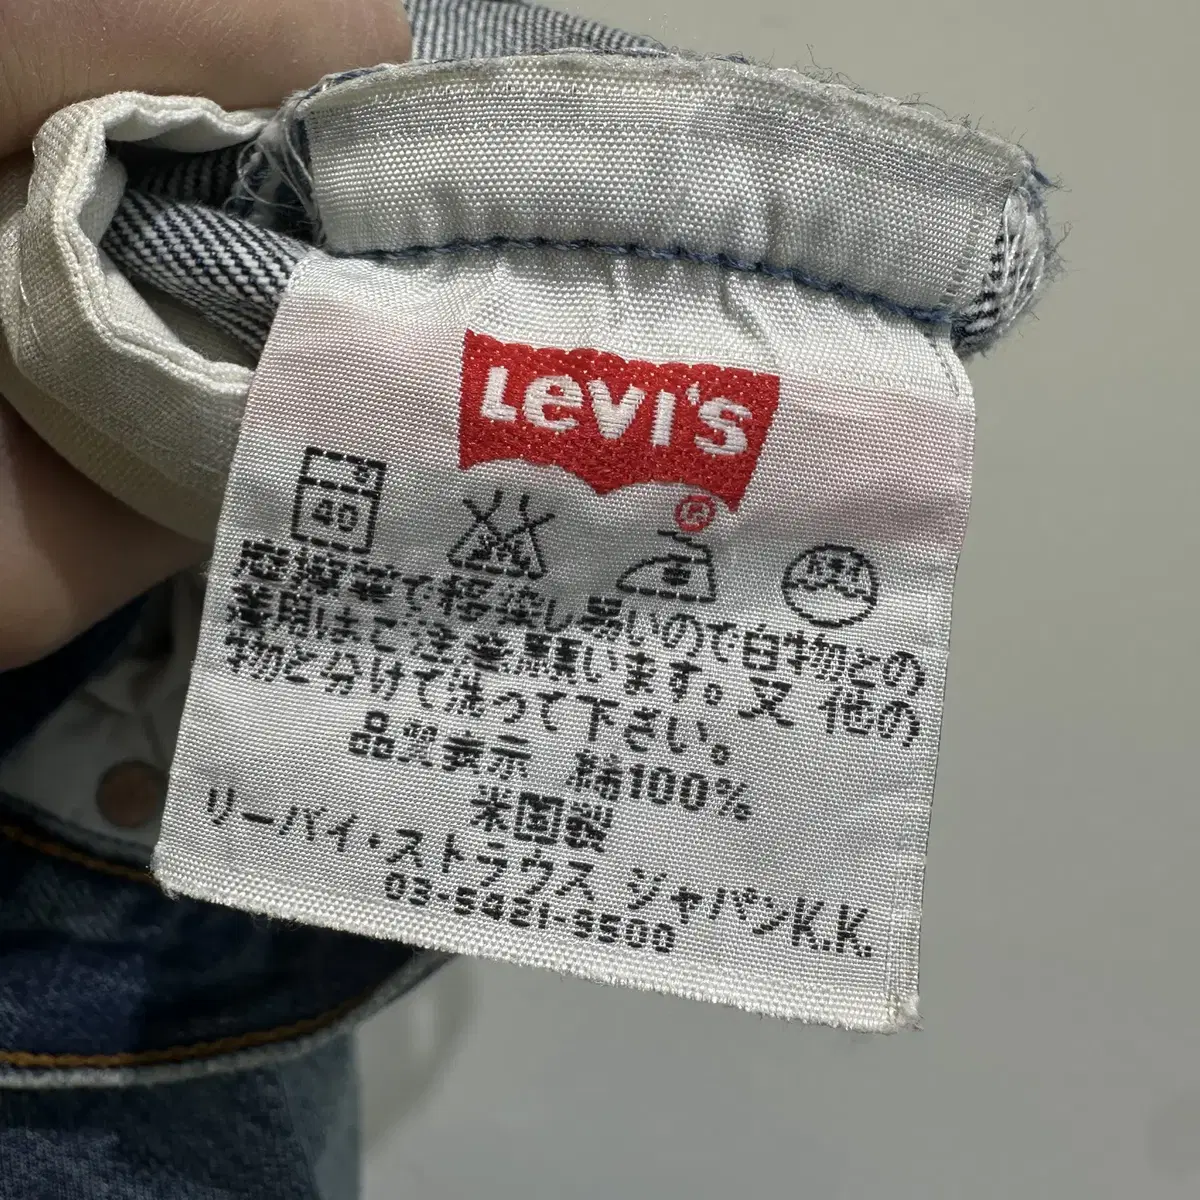 LEVI'S
®
40
湿摩擦で移染し易いので白物との
着用はご注意願います。又 他の
物と分けて洗って下さい。
品質表示 綿100%
米国製
リーバイ・ストラウス ジャパンK.K.
03-5421-9500